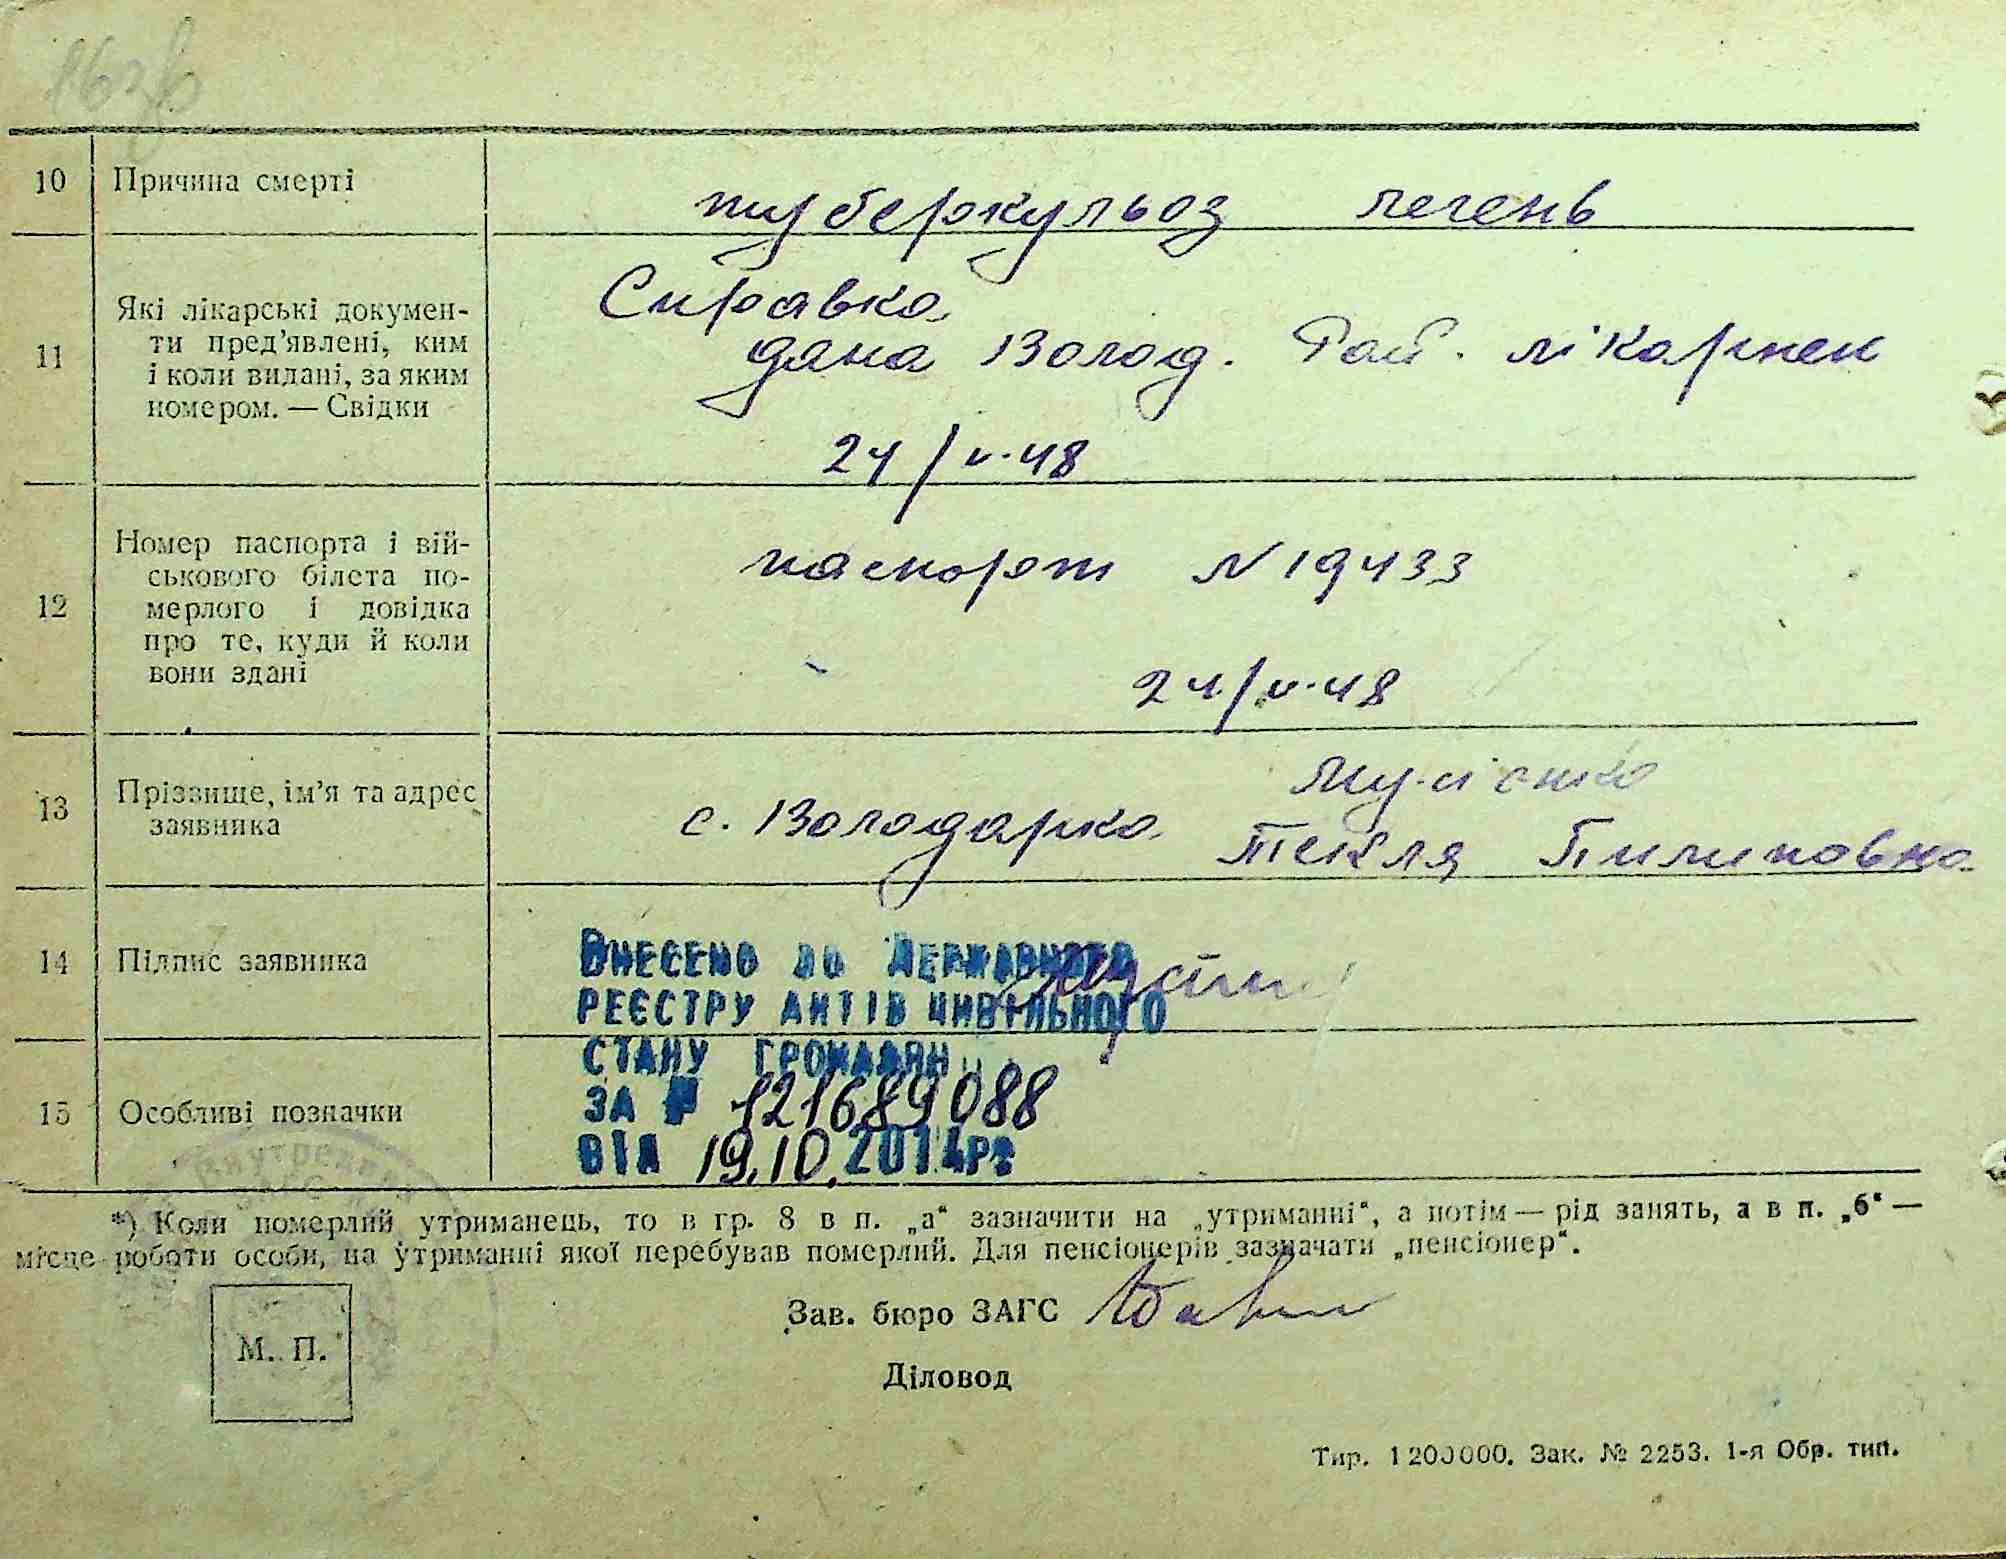 10 Причина смерті
туберкульоз легень
11 Які лікарські докумен-
ти пред'явлені, ким
і коли видані, за яким
номером. — Свідки
Справка
дана Волод. Рай. лікарнею
24/V-48
12 Номер паспорта і вій-
ськового білета по-
мерлого і довідка
про те, куди й коли
вони здані
паспорт N 19433
24/V-48
13 Прізвище, ім'я та адрес
заявника
с. Володарка
Текля Пилиповна
14 Підпис заявника
15 Особливі позначки
Внесено до Державного
реєстру актів цивільного
стану громадян
за № 121689088
від 19.10.2014р.
*) Коли померлий утриманець, то в гр. 8 в п. „а“ зазначити на „утриманні“, а потім — рід занять, а в п. „б“ —
місце роботи особи, на утриманні якої перебував померлий. Для пенсіонерів зазначати „пенсіонер“.
Зав. бюро ЗАГС
М. П.
Діловод
Тир. 1200000. Зак. № 2253. 1-я Обр. тип.